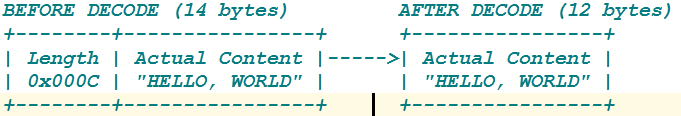 BEFORE DECODE (14 bytes)                 AFTER DECODE (12 bytes)
+--------+----------------+      +----------------+
| Length | Actual Content |----->| Actual Content |
| 0x000C | "HELLO, WORLD" |      | "HELLO, WORLD" |
+--------+----------------+      +----------------+